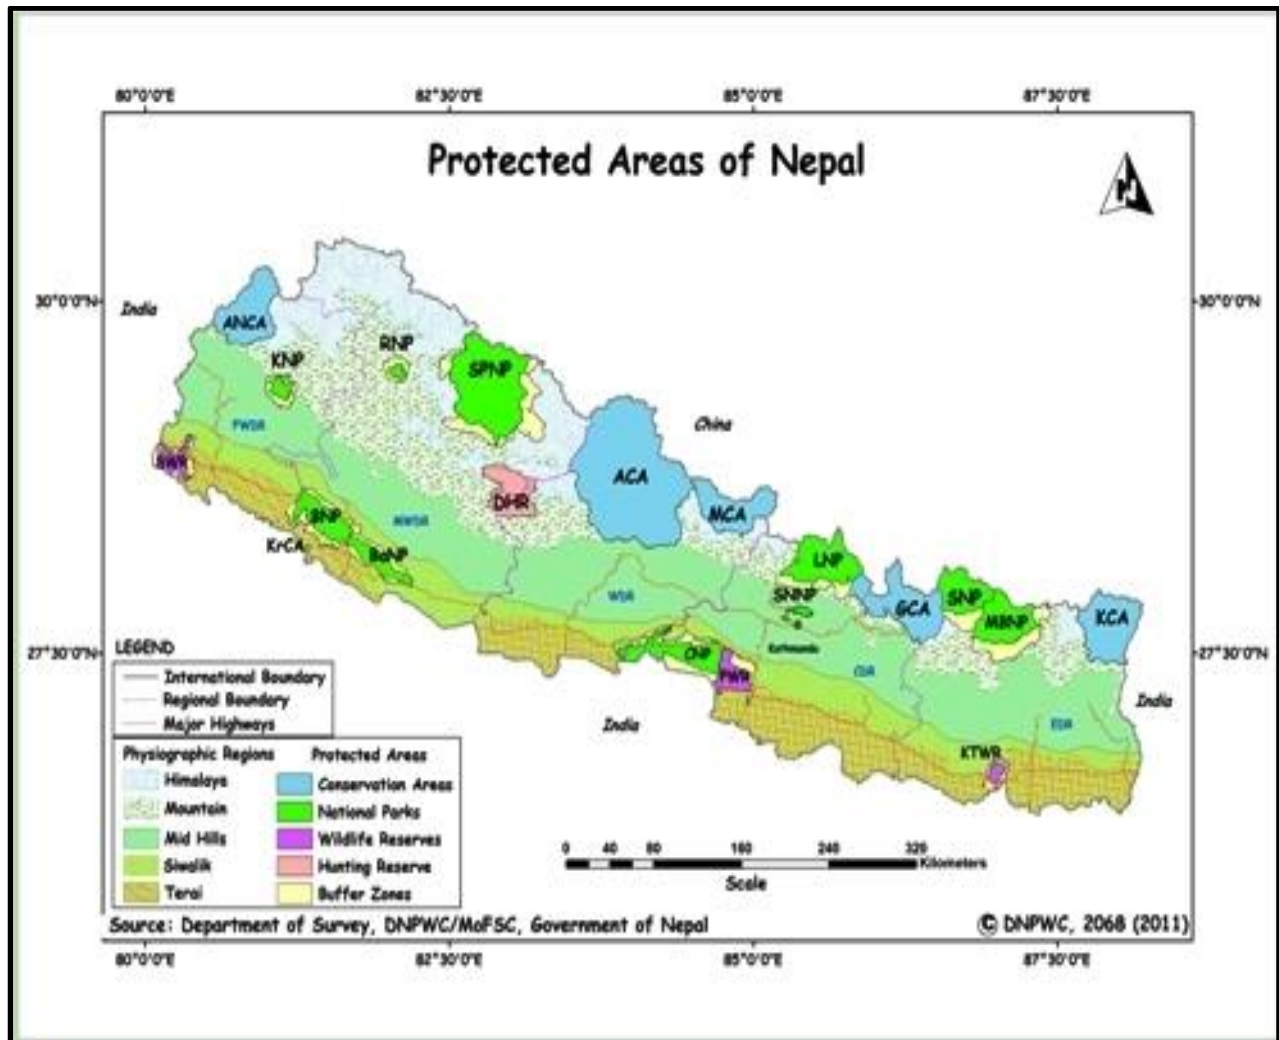 80°0'0"E 82°30'0"E 85°0'0"E 87°30'0"E
Protected Areas of Nepal
N
30°0'0"N
30°0'0"N
India
ANCA
RNP
KNP
SPNP
China
FWDR
SWR
ACA
DHR
MCA
BNP
MWDR
KrCA
BaNP
LNP
SNNP
WDR
GCA
SNP
MBNP
KCA
Kathmandu
CNP
PWR
CDR
27°30'0"N
27°30'0"N
India
India
EDR
KTWR
LEGEND
International Boundary
Regional Boundary
Major Highways
Physiographic Regions
Himalaya
Mountain
Mid Hills
Siwalik
Terai
Protected Areas
Conservation Areas
National Parks
Wildlife Reserves
Hunting Reserve
Buffer Zones
0 40 80 160 240 320
Kilometers
Scale
Source: Department of Survey, DNPWC/MoFSC, Government of Nepal
© DNPWC, 2068 (2011)
80°0'0"E 82°30'0"E 85°0'0"E 87°30'0"E